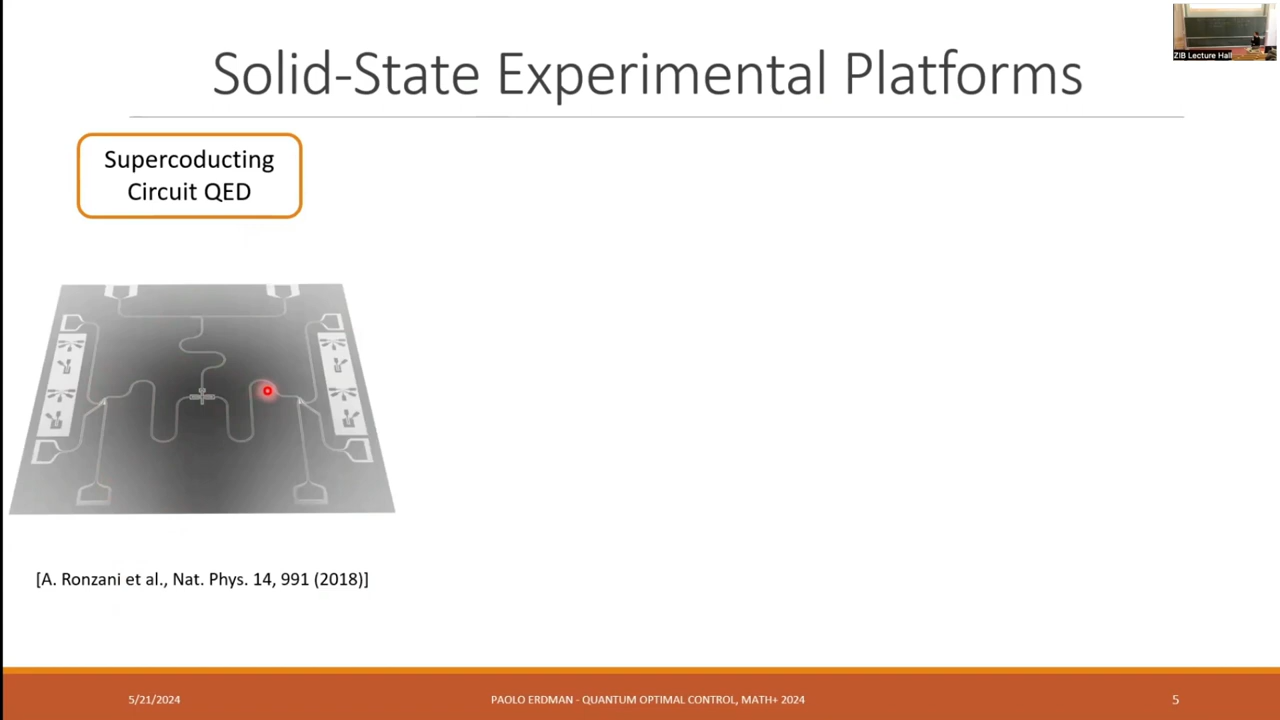 Solid-State Experimental Platforms
ZIB Lecture Hall
Supercoducting
Circuit QED
[A. Ronzani et al., Nat. Phys. 14, 991 (2018)]
5/21/2024
PAOLO ERDMAN - QUANTUM OPTIMAL CONTROL, MATH+ 2024
5